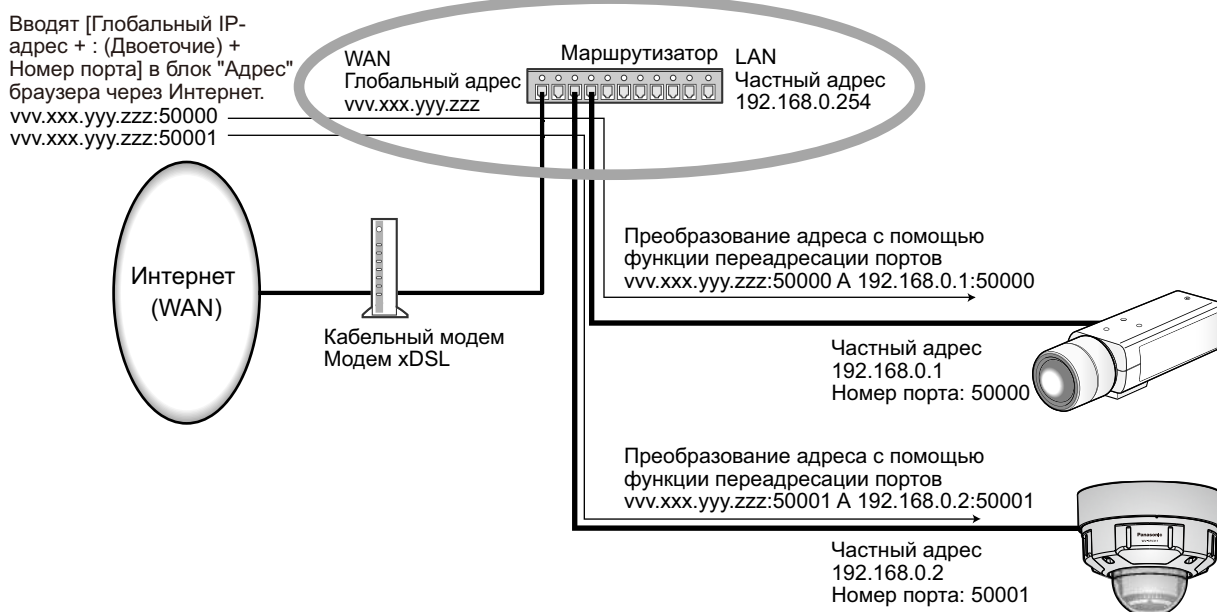 Вводят [Глобальный IP-
адрес + : (Двоеточие) +
Номер порта] в блок "Адрес"
браузера через Интернет.
vvv.xxx.yyy.zzz:50000
vvv.xxx.yyy.zzz:50001
WAN
Глобальный адрес
vvv.xxx.yyy.zzz
Маршрутизатор
LAN
Частный адрес
192.168.0.254
Интернет
(WAN)
Кабельный модем
Модем xDSL
Преобразование адреса с помощью
функции переадресации портов
vvv.xxx.yyy.zzz:50000 А 192.168.0.1:50000
Частный адрес
192.168.0.1
Номер порта: 50000
Преобразование адреса с помощью
функции переадресации портов
vvv.xxx.yyy.zzz:50001 А 192.168.0.2:50001
Panasonic
Частный адрес
192.168.0.2
Номер порта: 50001